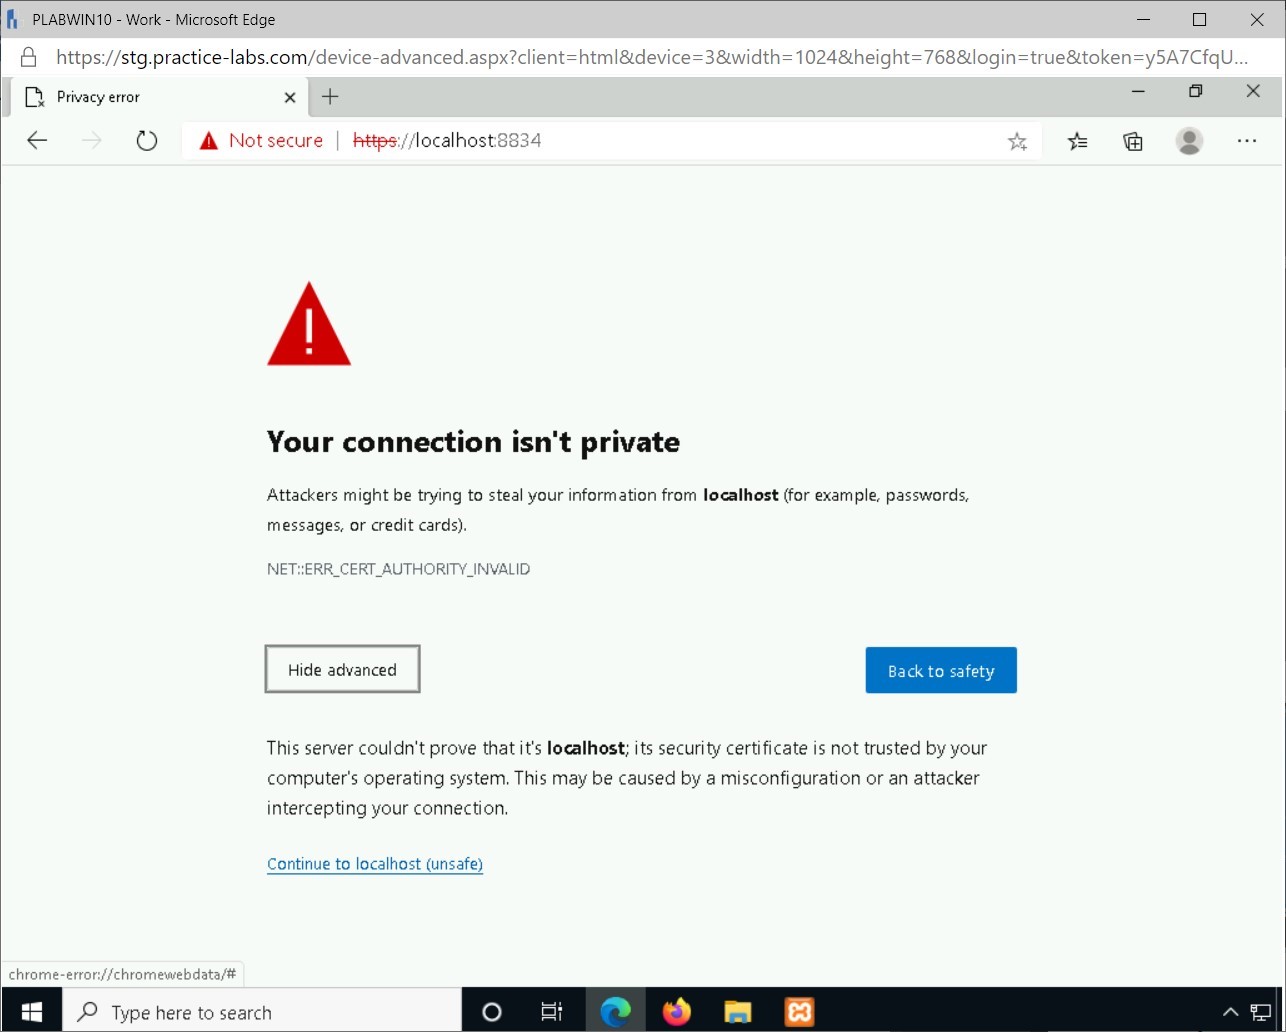 PLABWIN10 - Work - Microsoft Edge
https://stg.practice-labs.com/device-advanced.aspx?client=html&device=3&width=1024&height=768&login=true&token=y5A7CfqU...
Privacy error
Not secure | https://localhost:8834
Your connection isn't private
Attackers might be trying to steal your information from localhost (for example, passwords,
messages, or credit cards).
NET::ERR_CERT_AUTHORITY_INVALID
Hide advanced
Back to safety
This server couldn't prove that it's localhost; its security certificate is not trusted by your
computer's operating system. This may be caused by a misconfiguration or an attacker
intercepting your connection.
Continue to localhost (unsafe)
chrome-error://chromewebdata/#
Type here to search